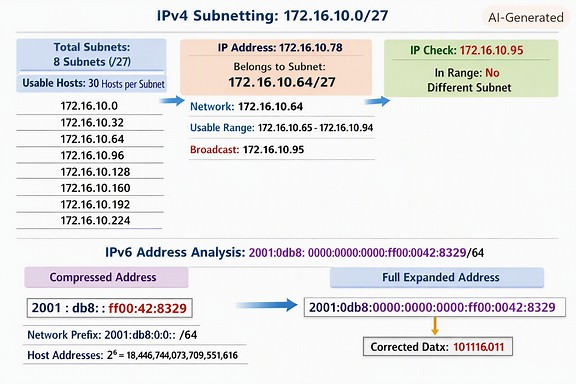 IPv4 Subnetting: 172.16.10.0/27
AI-Generated
Total Subnets:
8 Subnets (/27)
Usable Hosts: 30 Hosts per Subnet
172.16.10.0
172.16.10.32
172.16.10.64
172.16.10.96
172.16.10.128
172.16.10.160
172.16.10.192
172.16.10.224
IP Address: 172.16.10.78
Belongs to Subnet:
172.16.10.64/27
Network: 172.16.10.64
Usable Range: 172.16.10.65 - 172.16.10.94
Broadcast: 172.16.10.95
IP Check: 172.16.10.95
In Range: No
Different Subnet
IPv6 Address Analysis: 2001:0db8: 0000:0000:0000:ff00:0042:8329/64
Compressed Address
2001 : db8: : ff00:42:8329
Network Prefix: 2001:db8:0:0:: /64
Host Addresses: 2⁶ = 18,446,744,073,709,551,616
Full Expanded Address
2001:0db8:0000:0000:0000:ff00:0042:8329
Corrected Datx: 101116.011